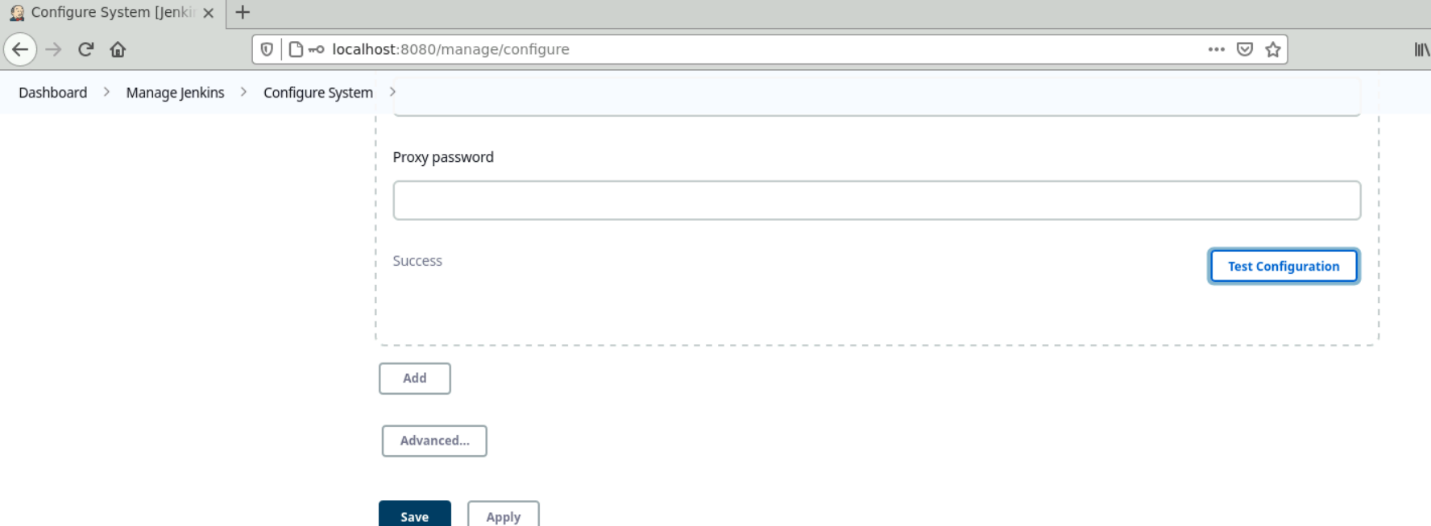 Configure System [Jenki
localhost:8080/manage/configure
Dashboard Manage Jenkins Configure System
Proxy password
Success
Test Configuration
Add
Advanced...
Save Apply